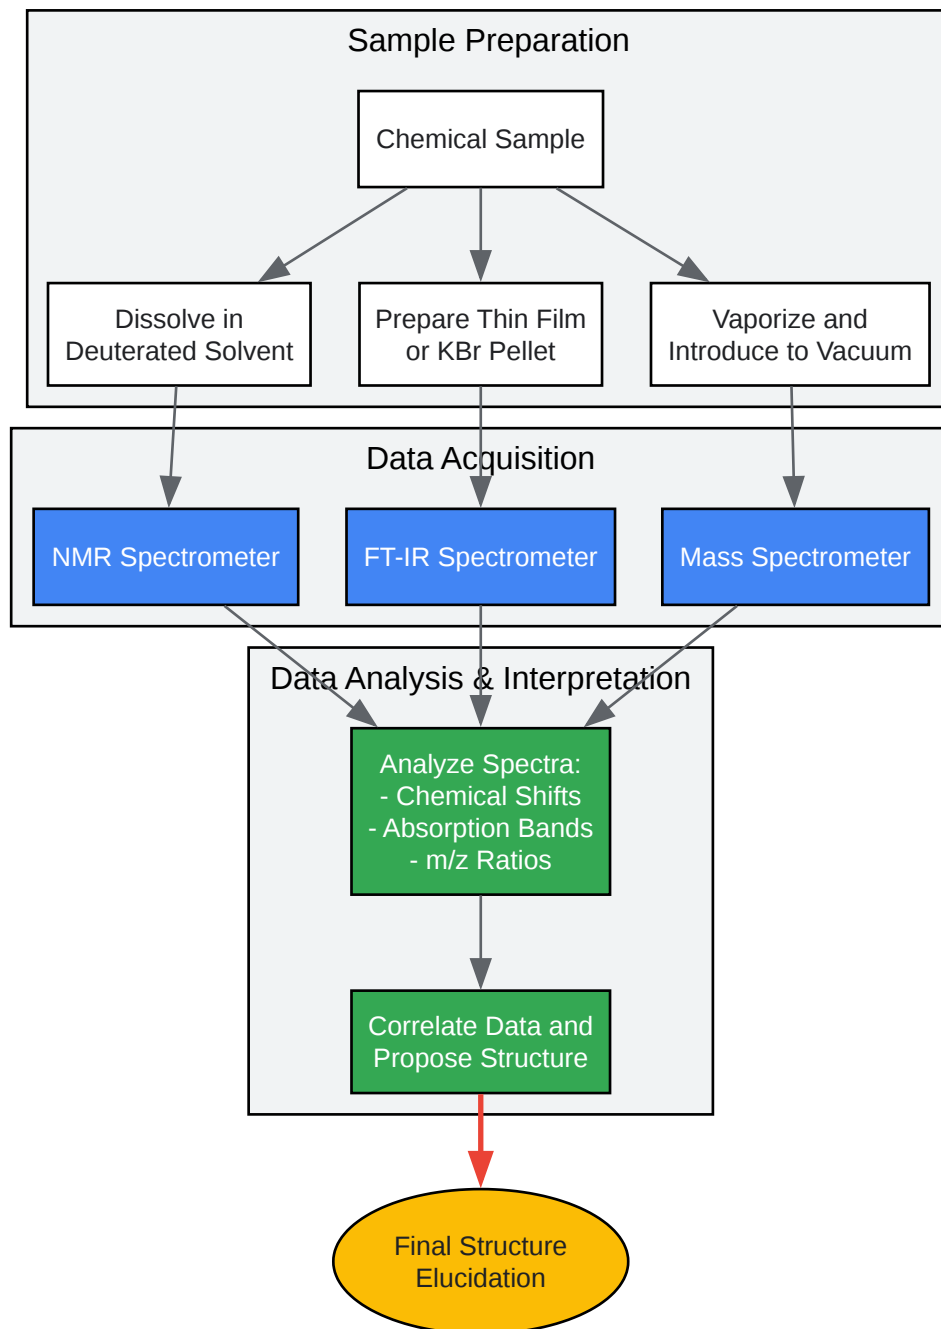 Sample Preparation
Chemical Sample
Dissolve in
Deuterated Solvent
Prepare Thin Film
or KBr Pellet
Vaporize and
Introduce to Vacuum
Data Acquisition
NMR Spectrometer
FT-IR Spectrometer
Mass Spectrometer
Data Analysis & Interpretation
Analyze Spectra:
- Chemical Shifts
- Absorption Bands
- m/z Ratios
Correlate Data and
Propose Structure
Final Structure
Elucidation